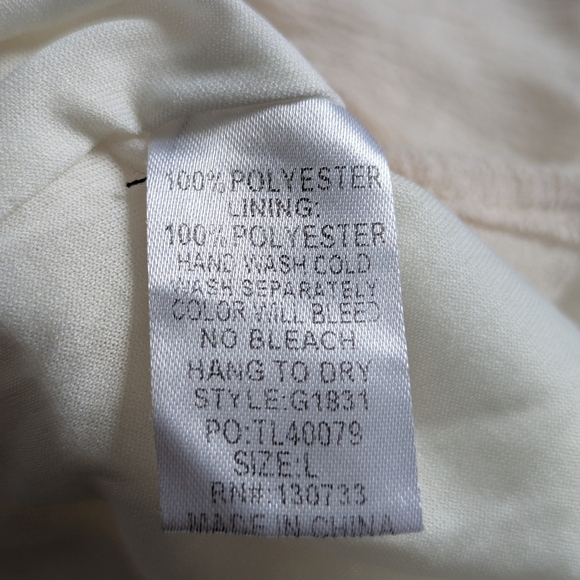 100% POLYESTER
LINING:
100% POLYESTER
HAND WASH COLD
WASH SEPARATELY
COLOR WILL BLEED
NO BLEACH
HANG TO DRY
STYLE:G1831
PO:TL40079
SIZE:L
RN#:130733
MADE IN CHINA